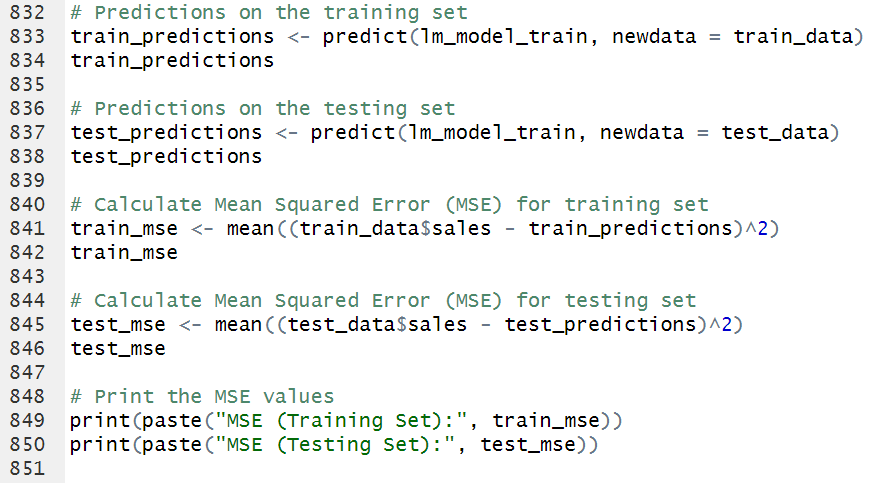 832 # Predictions on the training set
833 train_predictions <- predict(lm_model_train, newdata = train_data)
834 train_predictions
835
836 # Predictions on the testing set
837 test_predictions <- predict(lm_model_train, newdata = test_data)
838 test_predictions
839
840 # Calculate Mean Squared Error (MSE) for training set
841 train_mse <- mean((train_data$sales - train_predictions)^2)
842 train_mse
843
844 # Calculate Mean Squared Error (MSE) for testing set
845 test_mse <- mean((test_data$sales - test_predictions)^2)
846 test_mse
847
848 # Print the MSE values
849 print(paste("MSE (Training Set):", train_mse))
850 print(paste("MSE (Testing Set):", test_mse))
851